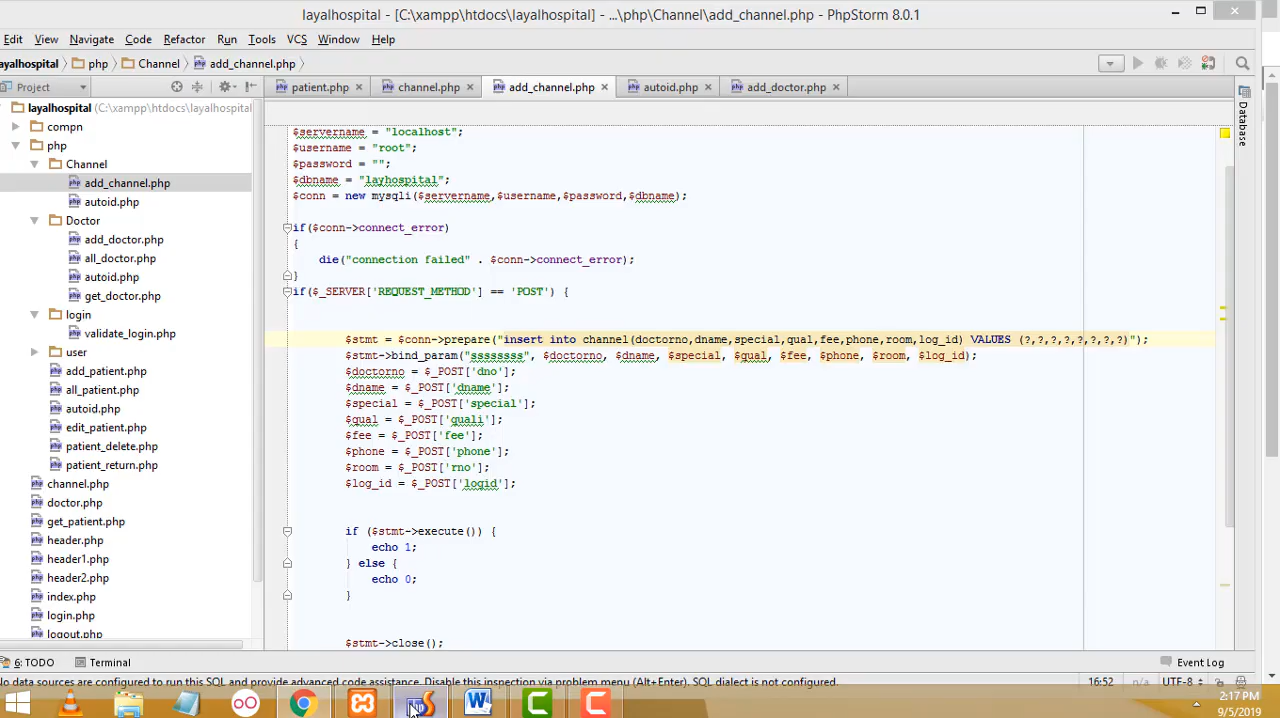 layalhospital - [C:\xampp\htdocs\layalhospital] - ...\php\Channel\add_channel.php - PhpStorm 8.0.1
Edit View Navigate Code Refactor Run Tools VCS Window Help
ayalhospital php Channel add_channel.php
Project
patient.php channel.php add_channel.php autoid.php add_doctor.php
layalhospital (C:\xampp\htdocs\layalhospital
compn
php
Channel
add_channel.php
autoid.php
Doctor
add_doctor.php
all_doctor.php
autoid.php
get_doctor.php
login
validate_login.php
user
add_patient.php
all_patient.php
autoid.php
edit_patient.php
patient_delete.php
patient_return.php
channel.php
doctor.php
get_patient.php
header.php
header1.php
header2.php
index.php
login.php
logout.php
$servername = "localhost";
$username = "root";
$password = "";
$dbname = "layhospital";
$conn = new mysqli($servername,$username,$password,$dbname);
if($conn->connect_error)
{
die("connection failed" . $conn->connect_error);
}
if($_SERVER['REQUEST_METHOD'] == 'POST') {
$stmt = $conn->prepare("insert into channel(doctorno,dname,special,qual,fee,phone,room,log_id) VALUES (?,?,?,?,?,?,?,?)");
$stmt->bind_param("ssssssss", $doctorno, $dname, $special, $qual, $fee, $phone, $room, $log_id);
$doctorno = $_POST['dno'];
$dname = $_POST['dname'];
$special = $_POST['special'];
$qual = $_POST['quali'];
$fee = $_POST['fee'];
$phone = $_POST['phone'];
$room = $_POST['rno'];
$log_id = $_POST['logid'];
if ($stmt->execute()) {
echo 1;
} else {
echo 0;
}
$stmt->close();
Database
6: TODO Terminal Event Log
No data sources are configured to run this SQL and provide advanced code assistance. Disable this inspection via problem menu (Alt+Enter). SQL dialect is not configured. 16:52 n/a UTF-8
2:17 PM
9/5/2019